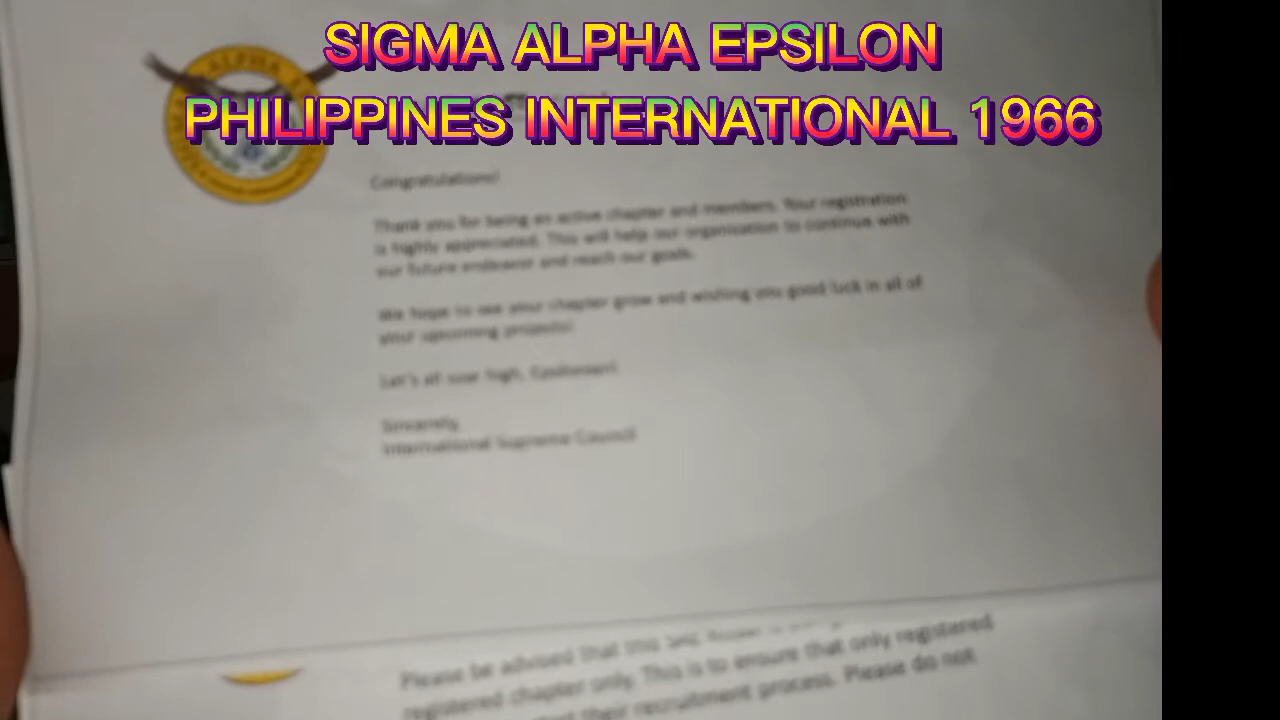 SIGMA ALPHA EPSILON
PHILIPPINES INTERNATIONAL 1966
ALPHA
Congratulations!
Thank you for being an active chapter and members. Your registration
is highly appreciated. This will help our organization to continue with
our future endeavor and reach our goals.
We hope to see your chapter grow and wishing you good luck in all of
your upcoming projects!
Let's all soar high, Epsilonian!
Sincerely,
International Supreme Council
Please be advised that this
registered chapter only. This is to ensure that only registered
their recruitment process. Please do not